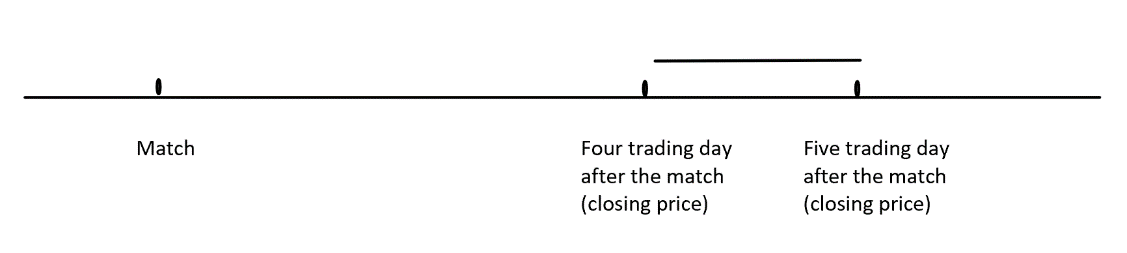 Match
Four trading day
after the match
(closing price)
Five trading day
after the match
(closing price)